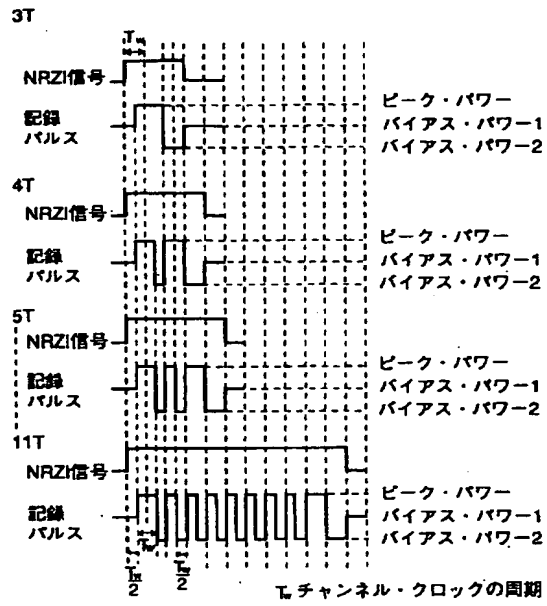 3T
Tw
NRZI信号
記録
パルス
ピーク・パワー
バイアス・パワー1
バイアス・パワー2
4T
NRZI信号
記録
パルス
ピーク・パワー
バイアス・パワー1
バイアス・パワー2
5T
NRZI信号
記録
パルス
ピーク・パワー
バイアス・パワー1
バイアス・パワー2
11T
NRZI信号
記録
パルス
ピーク・パワー
バイアス・パワー1
バイアス・パワー2
Tw
Tw/2
Tw/2
Tw チャンネル・クロックの周期